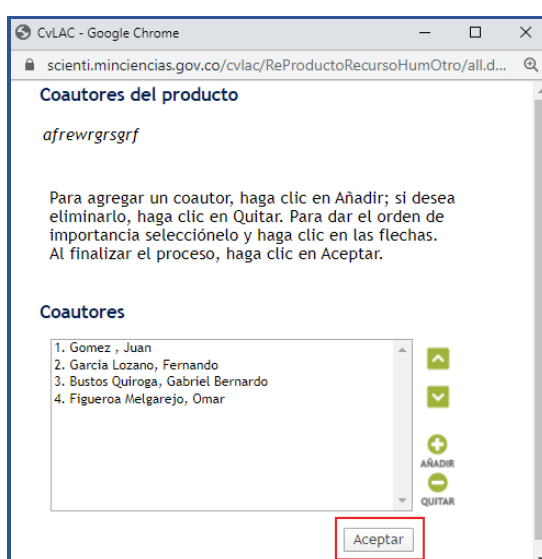 CvLAC - Google Chrome
scienti.minciencias.gov.co/cvlac/ReProductoRecursoHumOtro/all.d...
Coautores del producto
afrewrgrsgrf
Para agregar un coautor, haga clic en Añadir; si desea
eliminarlo, haga clic en Quitar. Para dar el orden de
importancia selecciónelo y haga clic en las flechas.
Al finalizar el proceso, haga clic en Aceptar.
Coautores
1. Gomez , Juan
2. Garcia Lozano, Fernando
3. Bustos Quiroga, Gabriel Bernardo
4. Figueroa Melgarejo, Omar
AÑADIR
QUITAR
Aceptar